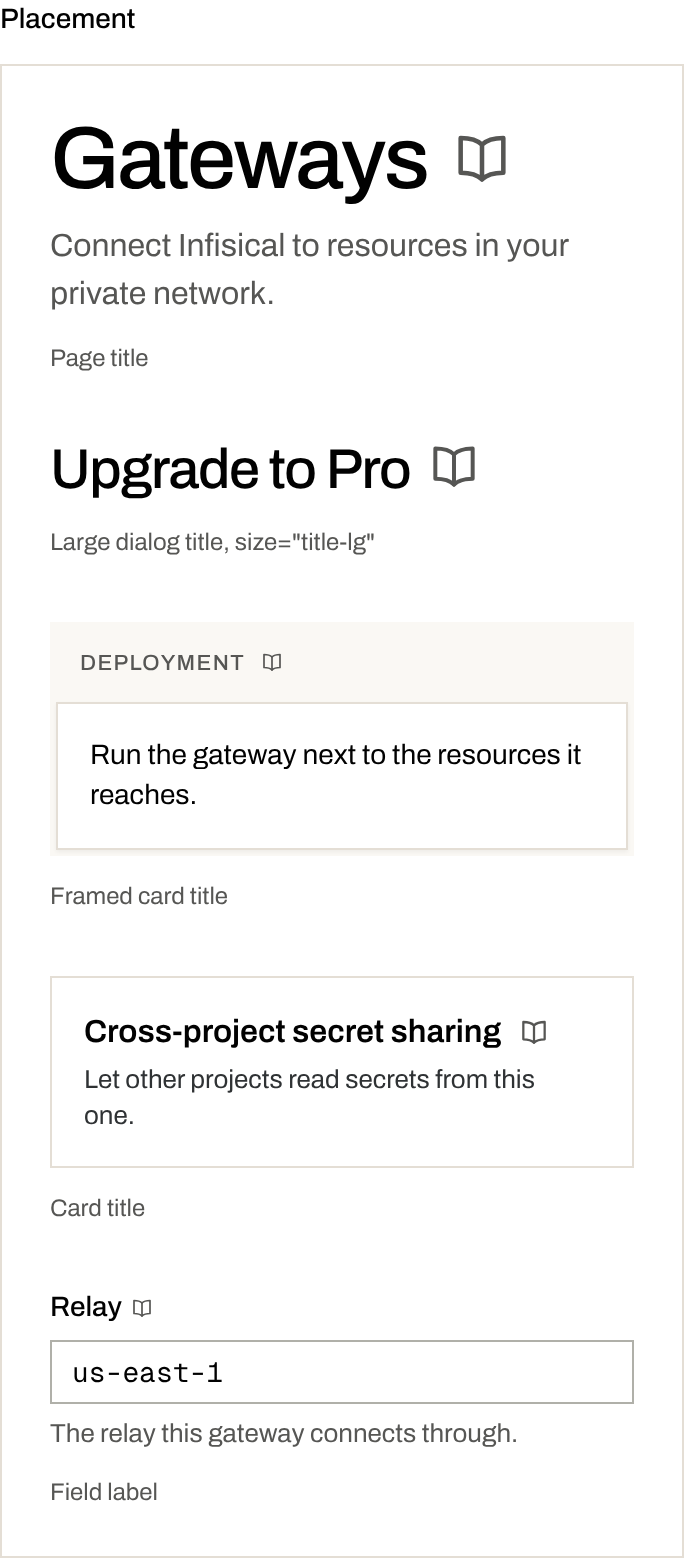 Placement
Gateways
Connect Infisical to resources in your
private network.
Page title
Upgrade to Pro
Large dialog title, size="title-lg"
DEPLOYMENT
Run the gateway next to the resources it
reaches.
Framed card title
Cross-project secret sharing
Let other projects read secrets from this
one.
Card title
Relay
us-east-1
The relay this gateway connects through.
Field label